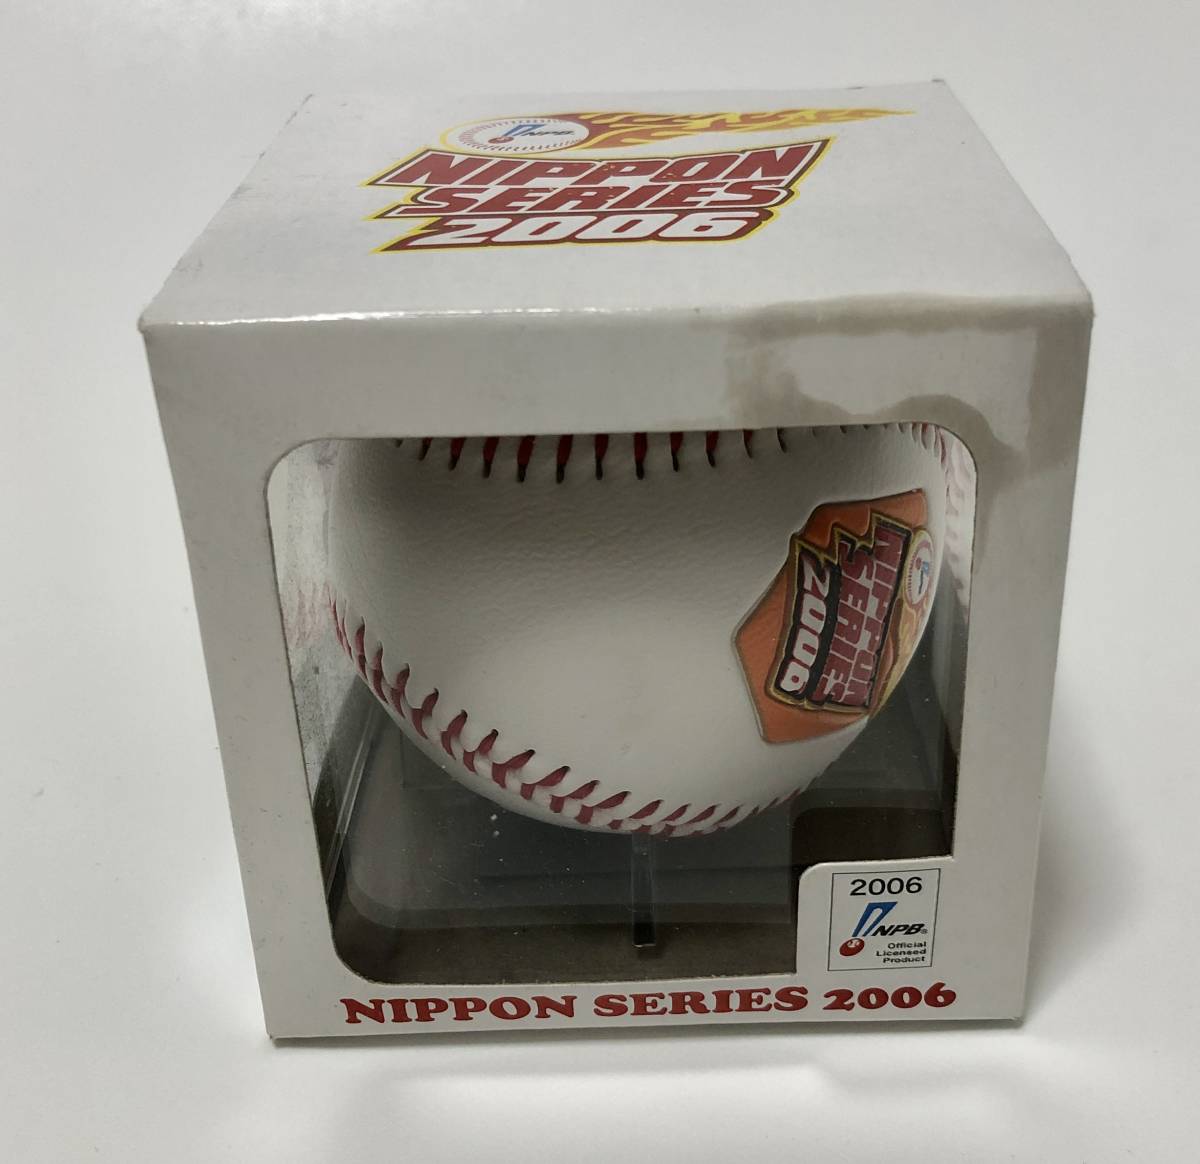 NPB
NIPPON
SERIES
2006
NIPPON
SERIES
2006
2006
NPB®
Official
Licensed
Product
NIPPON SERIES 2006